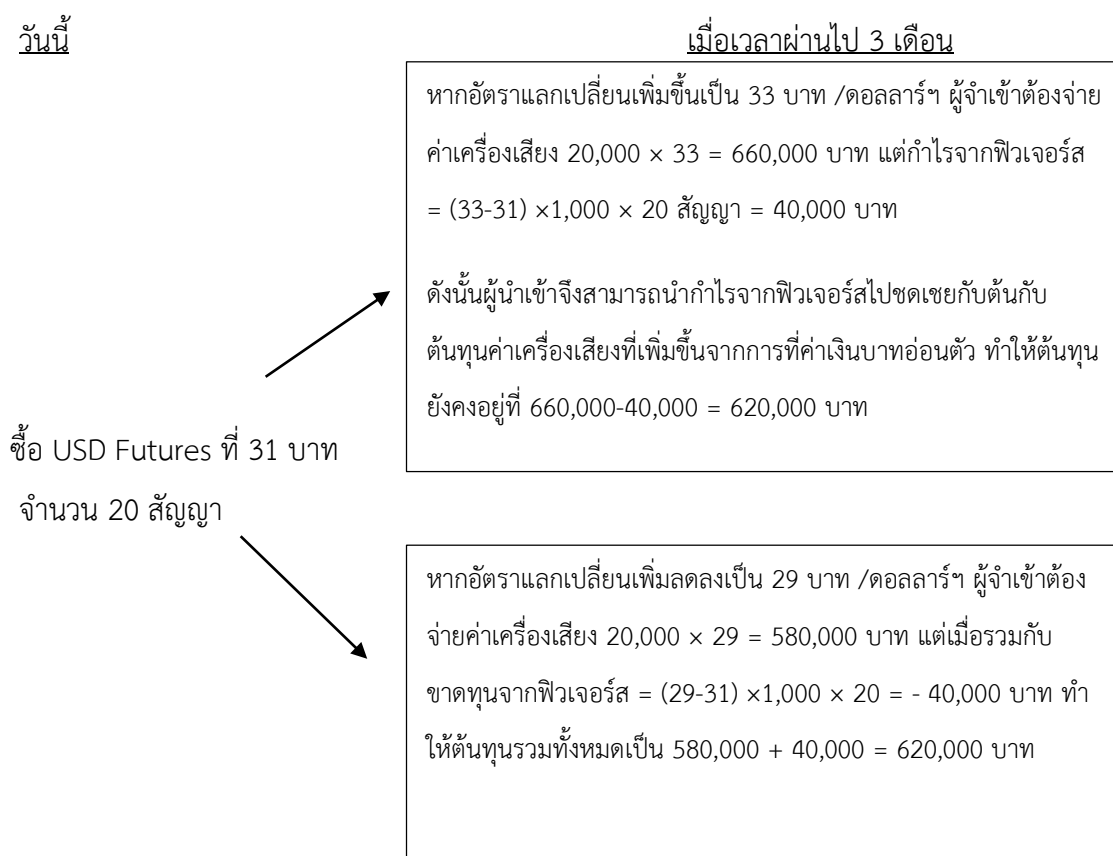 วันนี้
เมื่อเวลาผ่านไป 3 เดือน
หากอัตราแลกเปลี่ยนเพิ่มขึ้นเป็น 33 บาท /ดอลลาร์ฯ ผู้จำเข้าต้องจ่าย
ค่าเครื่องเสียง 20,000 × 33 = 660,000 บาท แต่กำไรจากฟิวเจอร์ส
= (33-31) ×1,000 × 20 สัญญา = 40,000 บาท
ดังนั้นผู้นำเข้าจึงสามารถนำกำไรจากฟิวเจอร์สไปชดเชยกับต้นกับ
ต้นทุนค่าเครื่องเสียงที่เพิ่มขึ้นจากการที่ค่าเงินบาทอ่อนตัว ทำให้ต้นทุน
ยังคงอยู่ที่ 660,000-40,000 = 620,000 บาท
ซื้อ USD Futures ที่ 31 บาท
จำนวน 20 สัญญา
หากอัตราแลกเปลี่ยนเพิ่มลดลงเป็น 29 บาท /ดอลลาร์ฯ ผู้จำเข้าต้อง
จ่ายค่าเครื่องเสียง 20,000 × 29 = 580,000 บาท แต่เมื่อรวมกับ
ขาดทุนจากฟิวเจอร์ส = (29-31) ×1,000 × 20 = - 40,000 บาท ทำ
ให้ต้นทุนรวมทั้งหมดเป็น 580,000 + 40,000 = 620,000 บาท